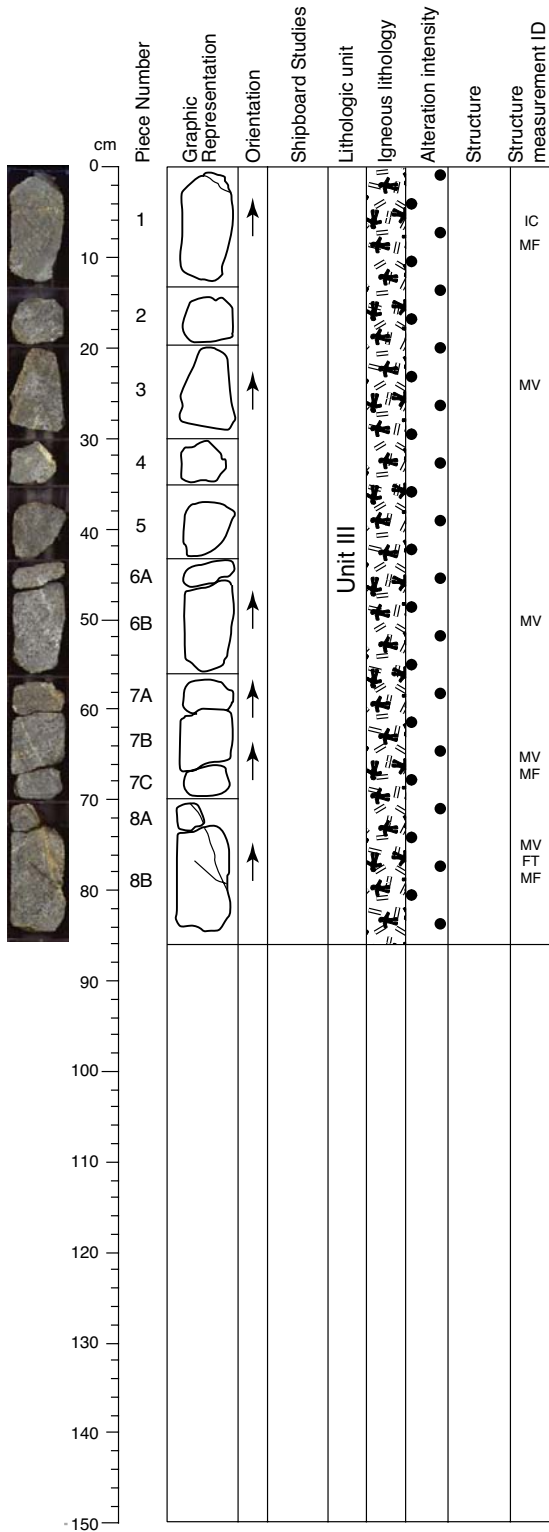 cm
Piece Number
Graphic
Representation
Orientation
Shipboard Studies
Lithologic unit
Igneous lithology
Alteration intensity
Structure
Structure
measurement ID
0
1
IC
MF
10
2
20
3
MV
30
4
40
5
Unit III
6A
50
6B
MV
7A
60
7B
MV
MF
7C
70
8A
MV
FT
MF
8B
80
90
100
110
120
130
140
150